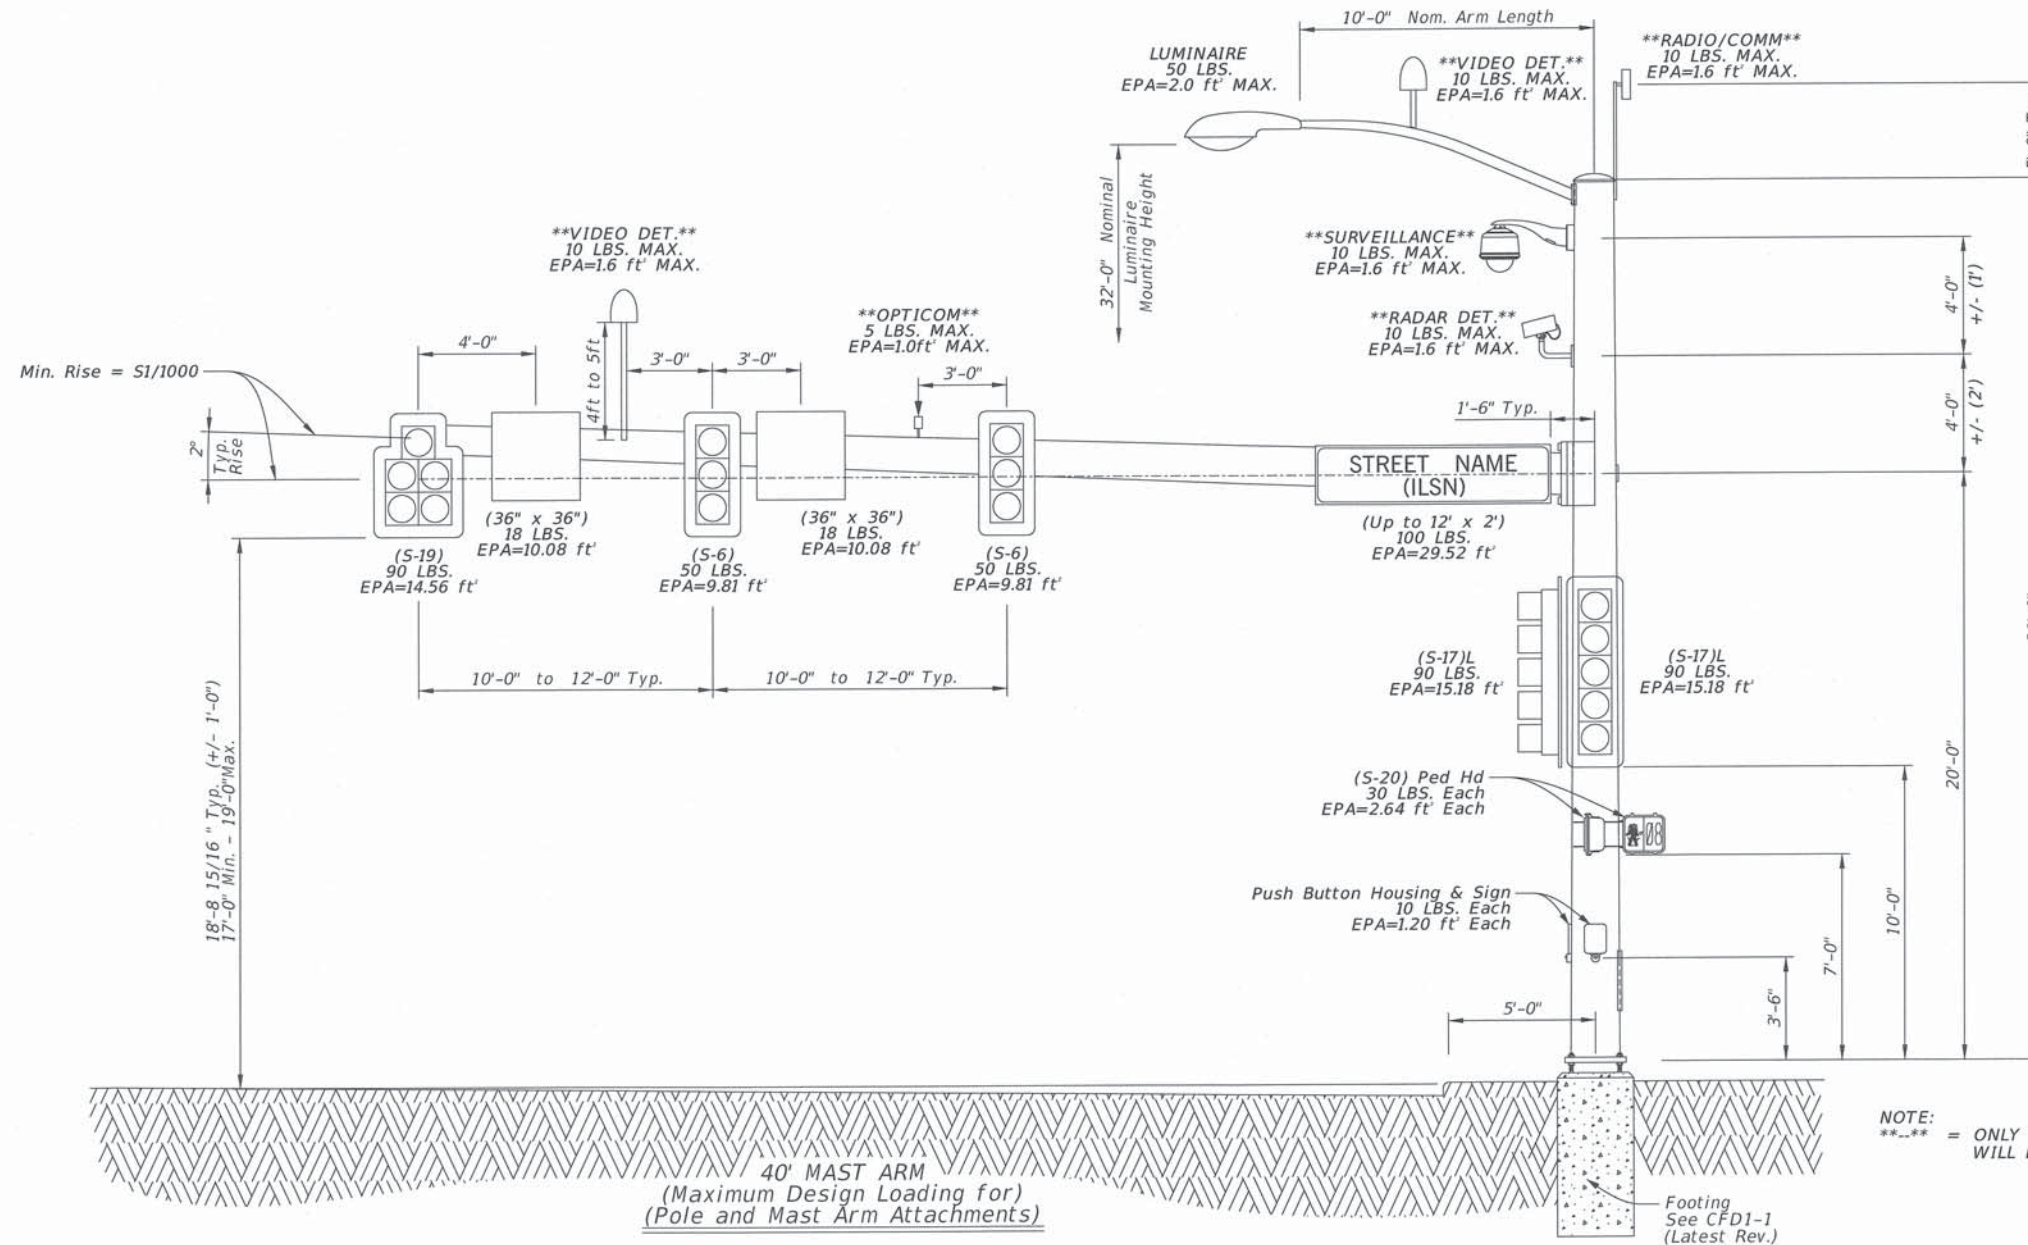 10'-0" Nom. Arm Length
LUMINAIRE
50 LBS.
EPA=2.0 ft² MAX.
**VIDEO DET.**
10 LBS. MAX.
EPA=1.6 ft² MAX.
**RADIO/COMM**
10 LBS. MAX.
EPA=1.6 ft² MAX.
32'-0" Nominal
Luminaire
Mounting Height
**VIDEO DET.**
10 LBS. MAX.
EPA=1.6 ft² MAX.
**SURVEILLANCE**
10 LBS. MAX.
EPA=1.6 ft² MAX.
4'-0"
+/- (1')
**OPTICOM**
5 LBS. MAX.
EPA=1.0ft² MAX.
**RADAR DET.**
10 LBS. MAX.
EPA=1.6 ft² MAX.
4'-0"
+/- (2')
Min. Rise = S1/1000
4'-0"
4ft to 5ft
3'-0"
3'-0"
3'-0"
1'-6" Typ.
2°
Typ.
Rise
STREET NAME
(ILSN)
(Up to 12' x 2')
100 LBS.
EPA=29.52 ft²
(S-19)
90 LBS.
EPA=14.56 ft²
(36" x 36")
18 LBS.
EPA=10.08 ft²
(S-6)
50 LBS.
EPA=9.81 ft²
(36" x 36")
18 LBS.
EPA=10.08 ft²
(S-6)
50 LBS.
EPA=9.81 ft²
10'-0" to 12'-0" Typ.
10'-0" to 12'-0" Typ.
(S-17)L
90 LBS.
EPA=15.18 ft²
(S-17)L
90 LBS.
EPA=15.18 ft²
18'-8 15/16 " Typ. (+/- 1'-0")
17'-0" Min. - 19'-0"Max.
20'-0"
(S-20) Ped Hd
30 LBS. Each
EPA=2.64 ft² Each
08
Push Button Housing & Sign
10 LBS. Each
EPA=1.20 ft² Each
10'-0"
7'-0"
3'-6"
5'-0"
NOTE:
**--** = ONLY
WILL
40' MAST ARM
(Maximum Design Loading for)
(Pole and Mast Arm Attachments)
Footing
See CFD1-1
(Latest Rev.)